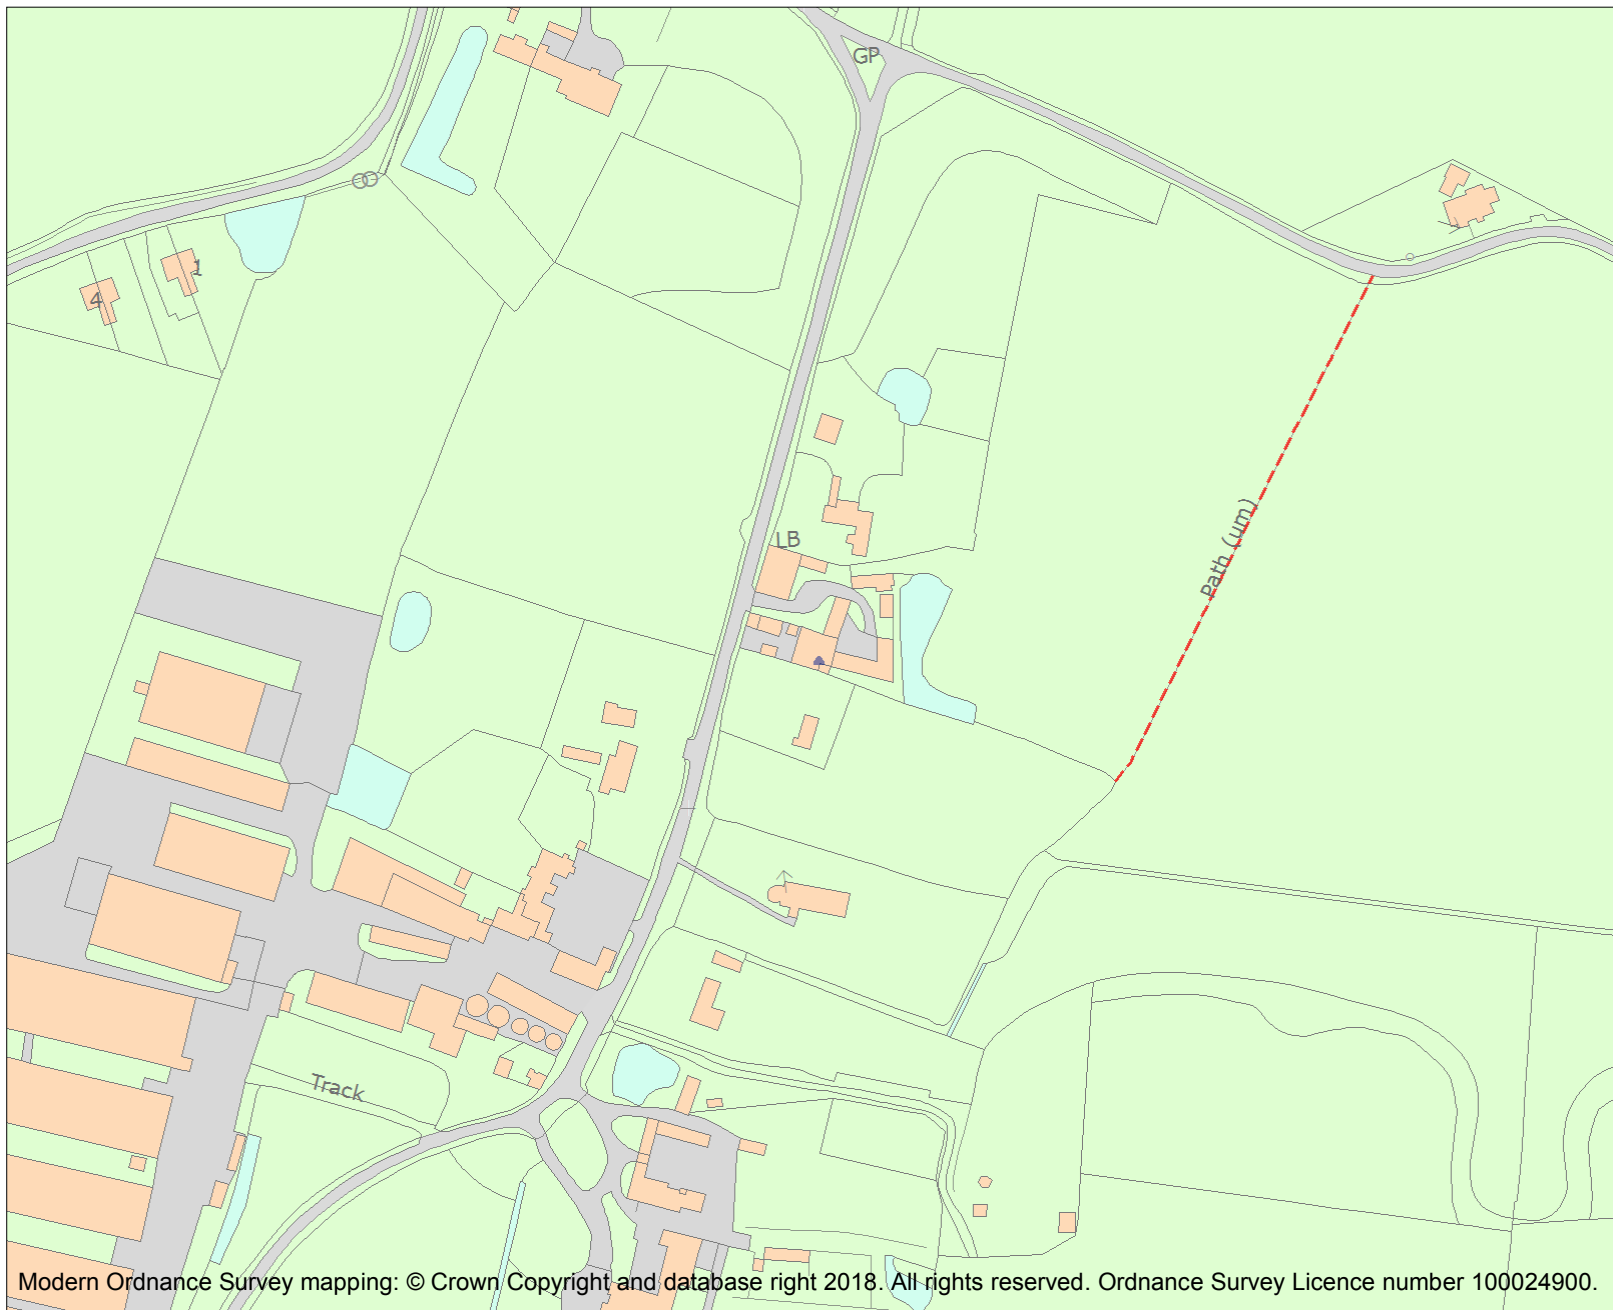 GP
1
4
Path (um)
LB
Track
Modern Ordnance Survey mapping: © Crown Copyright and database right 2018. All rights reserved. Ordnance Survey Licence number 100024900.